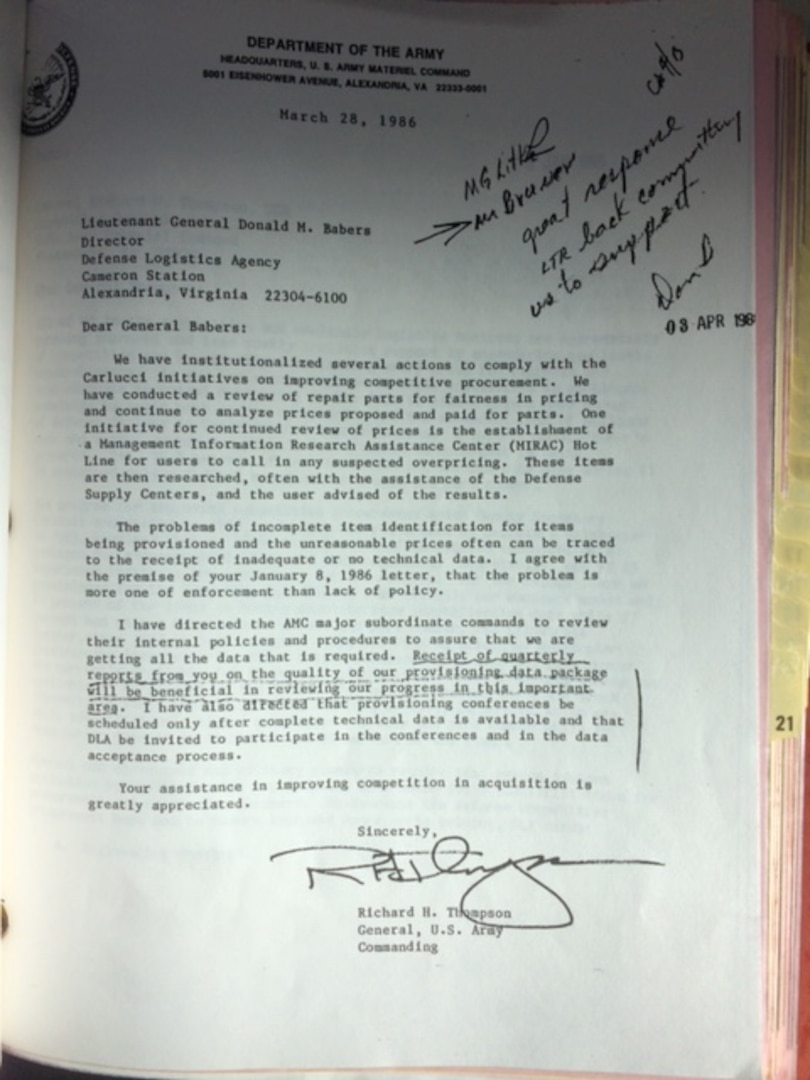 DEPARTMENT OF THE ARMY
HEADQUARTERS, U. S. ARMY MATERIEL COMMAND
5001 EISENHOWER AVENUE, ALEXANDRIA, VA 22333-0001
March 28, 1986
great response
LTR back committing
us to support.
Don B
03 APR 198
Lieutenant General Donald M. Babers
Director
Defense Logistics Agency
Cameron Station
Alexandria, Virginia 22304-6100
Dear General Babers:
We have institutionalized several actions to comply with the
Carlucci initiatives on improving competitive procurement. We
have conducted a review of repair parts for fairness in pricing
and continue to analyze prices proposed and paid for parts. One
initiative for continued review of prices is the establishment of
a Management Information Research Assistance Center (MIRAC) Hot
Line for users to call in any suspected overpricing. These items
are then researched, often with the assistance of the Defense
Supply Centers, and the user advised of the results.
The problems of incomplete item identification for items
being provisioned and the unreasonable prices often can be traced
to the receipt of inadequate or no technical data. I agree with
the premise of your January 8, 1986 letter, that the problem is
more one of enforcement than lack of policy.
I have directed the AMC major subordinate commands to review
their internal policies and procedures to assure that we are
getting all the data that is required. Receipt of quarterly
reports from you on the quality of our provisioning data package
will be beneficial in reviewing our progress in this important
area. I have also directed that provisioning conferences be
scheduled only after complete technical data is available and that
DLA be invited to participate in the conferences and in the data
acceptance process.
Your assistance in improving competition in acquisition is
greatly appreciated.
Sincerely,
Richard H. Thompson
General, U.S. Army
Commanding
21